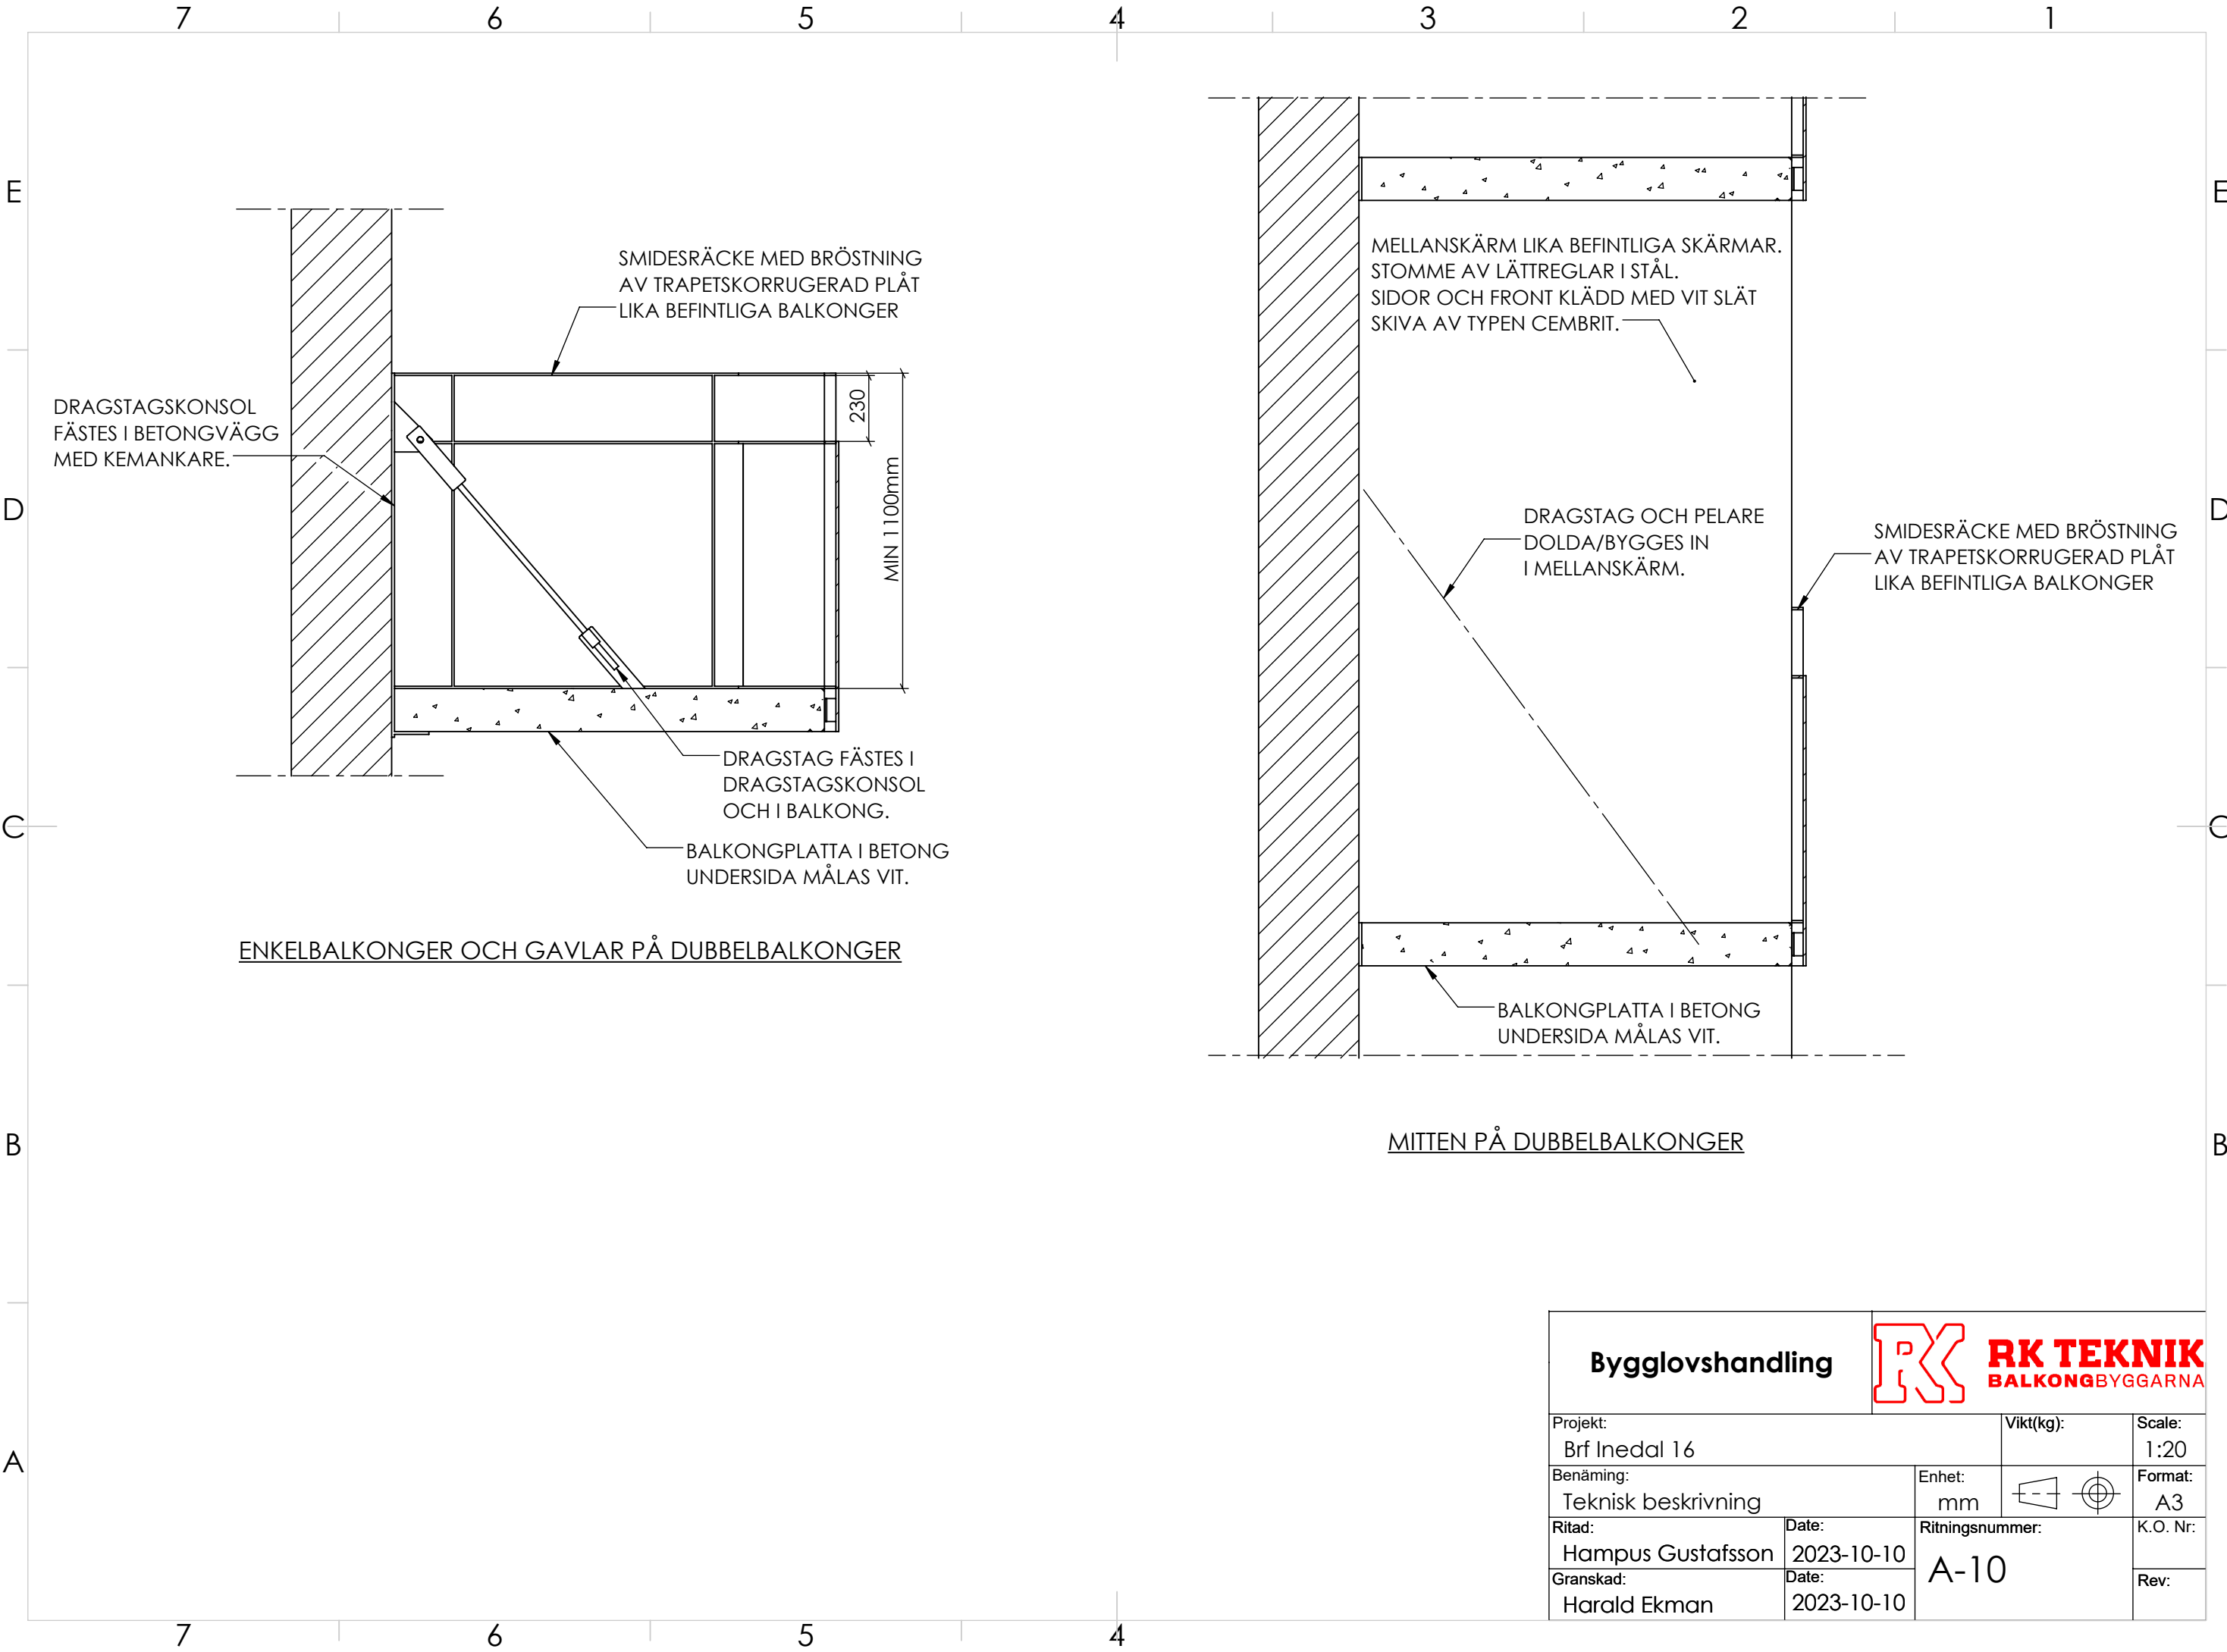 7 6 5 4 3 2 1
E E
SMIDESRÄCKE MED BRÖSTNING
AV TRAPETSKORRUGERAD PLÅT
LIKA BEFINTLIGA BALKONGER
DRAGSTAGSKONSOL
FÄSTES I BETONGVÄGG
MED KEMANKARE.
230
MIN 1100mm
DRAGSTAG FÄSTES I
DRAGSTAGSKONSOL
OCH I BALKONG.
BALKONGPLATTA I BETONG
UNDERSIDA MÅLAS VIT.
ENKELBALKONGER OCH GAVLAR PÅ DUBBELBALKONGER
MELLANSKÄRM LIKA BEFINTLIGA SKÄRMAR.
STOMME AV LÄTTREGLAR I STÅL.
SIDOR OCH FRONT KLÄDD MED VIT SLÄT
SKIVA AV TYPEN CEMBRIT.
DRAGSTAG OCH PELARE
DOLDA/BYGGES IN
I MELLANSKÄRM.
SMIDESRÄCKE MED BRÖSTNING
AV TRAPETSKORRUGERAD PLÅT
LIKA BEFINTLIGA BALKONGER
BALKONGPLATTA I BETONG
UNDERSIDA MÅLAS VIT.
MITTEN PÅ DUBBELBALKONGER
D D
C C
B B
A
Bygglovshandling
RK TEKNIK
BALKONGBYGGARNA
Projekt: Vikt(kg): Scale:
Brf Inedal 16 1:20
Benäming: Enhet: Format:
Teknisk beskrivning mm A3
Ritad: Date: Ritningsnummer: K.O. Nr:
Hampus Gustafsson 2023-10-10 A-10
Granskad: Date: Rev:
Harald Ekman 2023-10-10
7 6 5 4